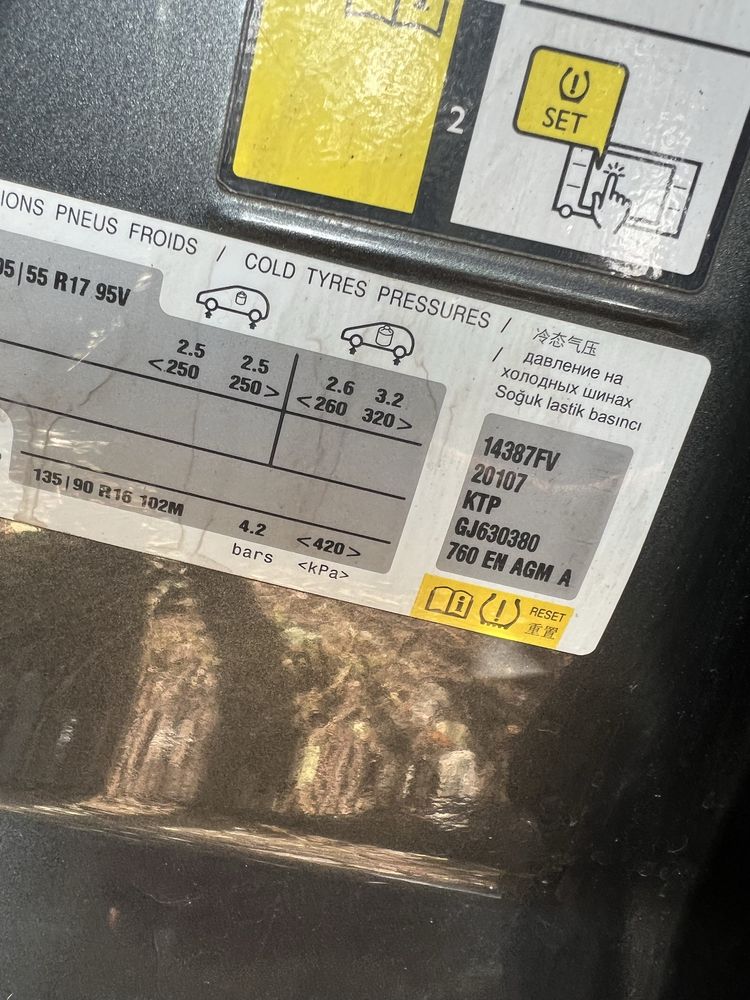 2
SET
IONS PNEUS FROIDS / COLD TYRES PRESSURES /
冷态气压
/ давление на
холодных шинах
Soğuk lastik basıncı
95|55 R17 95V
2.5 2.5 2.6 3.2
<250 250> <260 320>
135|90 R16 102M
4.2 <420>
bars <kPa>
14387FV
20107
KTP
GJ630380
760 EN AGM A
RESET
重置